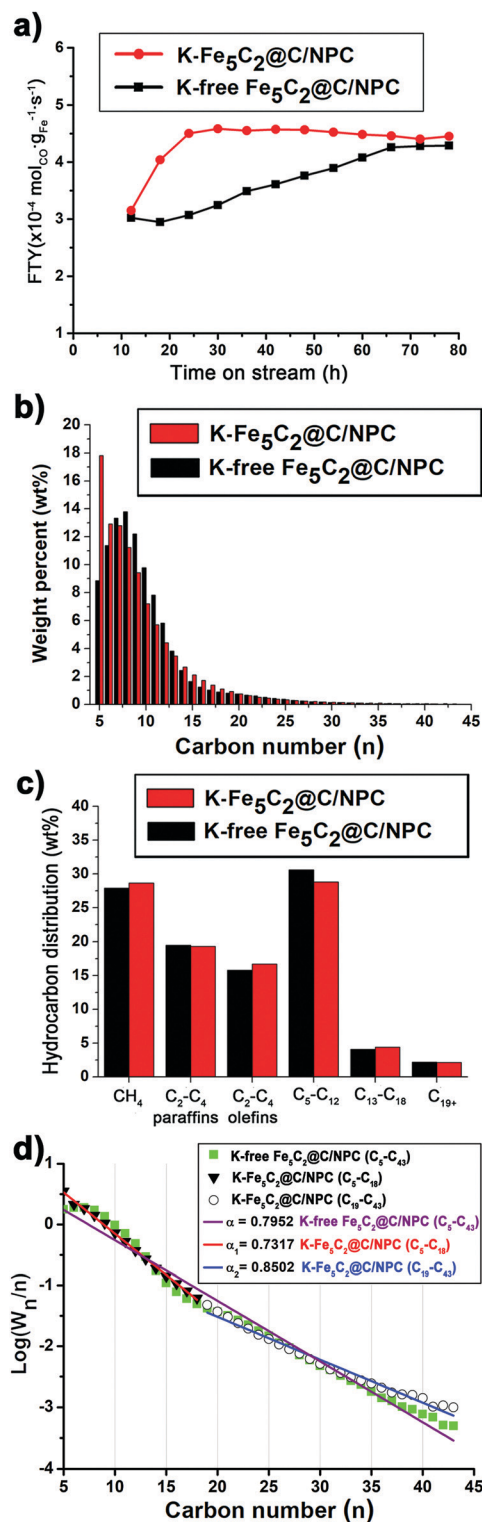 a)
K-Fe₅C₂@C/NPC
K-free Fe₅C₂@C/NPC
FTY(x10⁻⁴ mol_CO·g_Fe⁻¹·s⁻¹)
7
6
5
4
3
2
1
0 10 20 30 40 50 60 70 80
Time on stream (h)
b)
K-Fe₅C₂@C/NPC
K-free Fe₅C₂@C/NPC
Weight percent (wt%)
20
18
16
14
12
10
8
6
4
2
0
5 10 15 20 25 30 35 40 45
Carbon number (n)
c)
K-Fe₅C₂@C/NPC
K-free Fe₅C₂@C/NPC
Hydrocarbon distribution (wt%)
40
35
30
25
20
15
10
5
0
CH₄ C₂-C₄ C₂-C₄ C₅-C₁₂ C₁₃-C₁₈ C₁₉₊
paraffins olefins
d)
K-free Fe₅C₂@C/NPC (C₅-C₄₃)
K-Fe₅C₂@C/NPC (C₅-C₁₈)
K-Fe₅C₂@C/NPC (C₁₉-C₄₃)
α = 0.7952 K-free Fe₅C₂@C/NPC (C₅-C₄₃)
α₁= 0.7317 K-Fe₅C₂@C/NPC (C₅-C₁₈)
α₂= 0.8502 K-Fe₅C₂@C/NPC (C₁₉-C₄₃)
Log(Wₙ/n)
1
0
-1
-2
-3
-4
5 10 15 20 25 30 35 40 45
Carbon number (n)